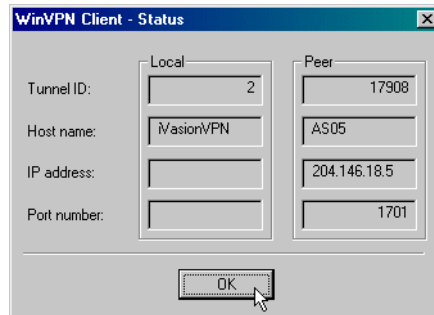 WinVPN Client - Status
Local Peer
Tunnel ID: 2 17908
Host name: iVasionVPN AS05
IP address: 204.146.18.5
Port number: 1701
OK